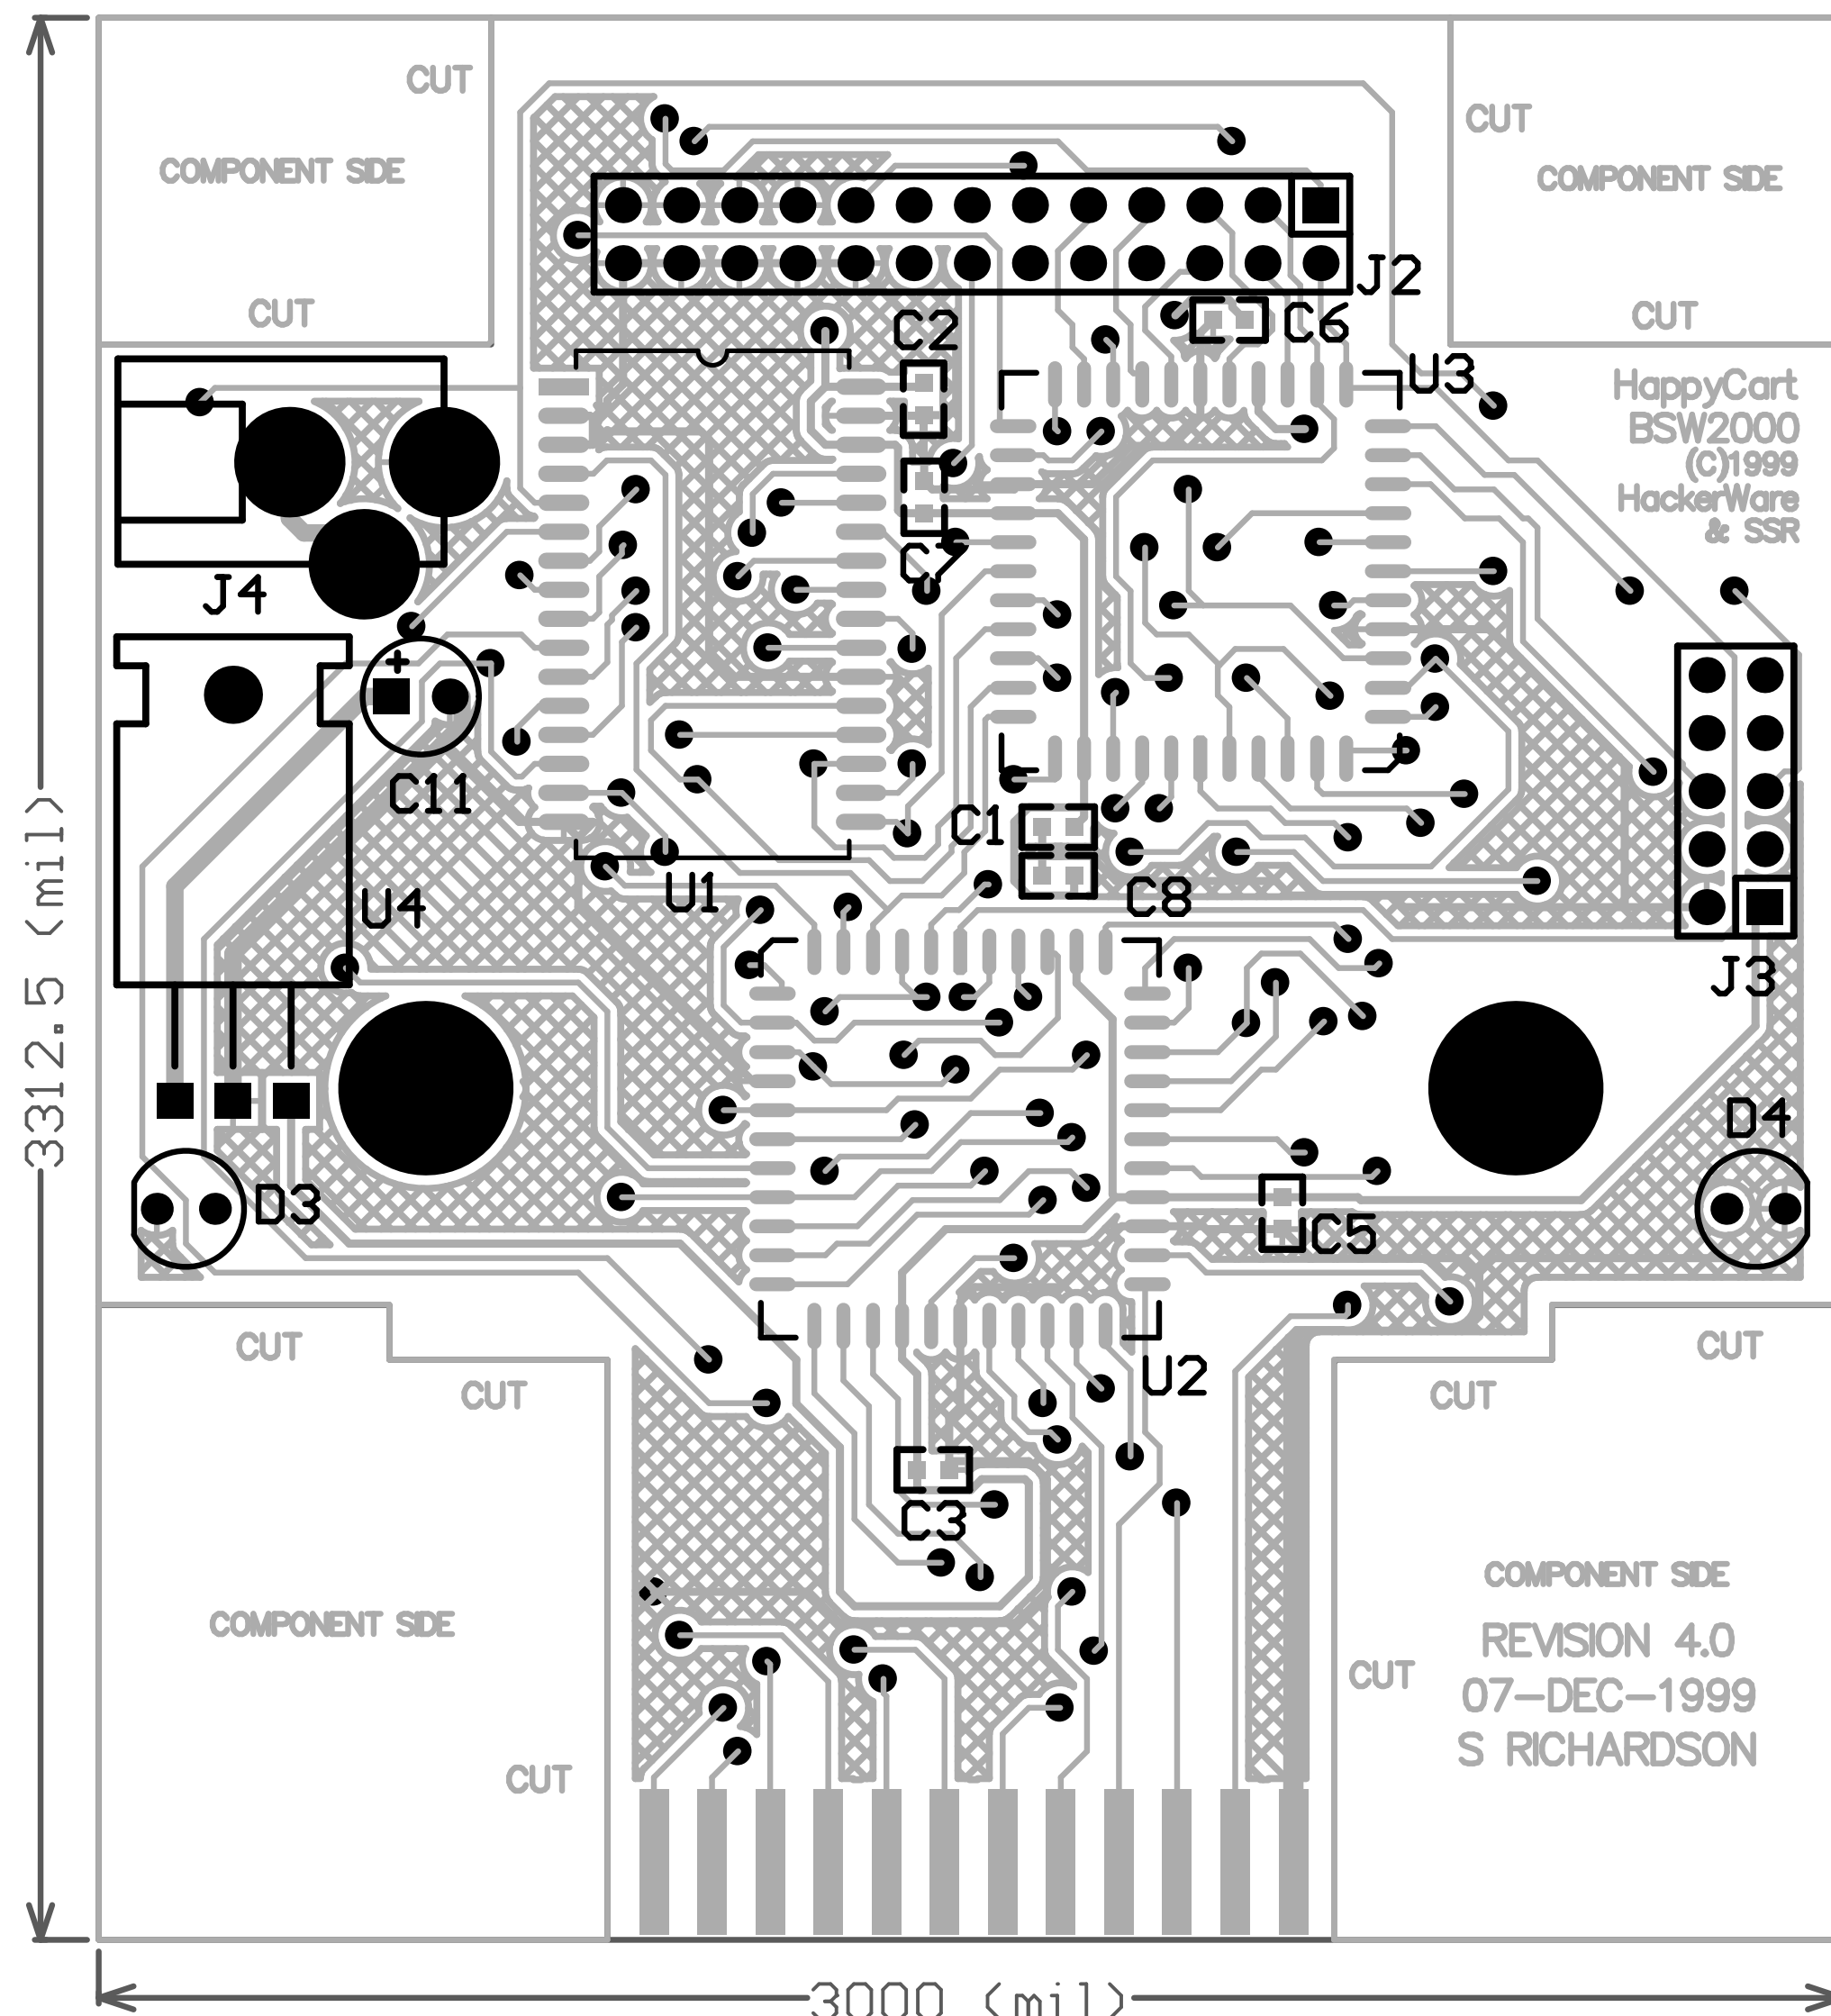 CUT
COMPONENT SIDE
CUT
CUT
COMPONENT SIDE
CUT
J2
C2
C6
U3
HappyCart
BSW2000
(C)1999
HackerWare
& SSR
C7
J4
+
C11
C1
U1
C8
U4
J3
3312.5 (mil)
D4
D3
C5
CUT
CUT
U2
CUT
CUT
C3
COMPONENT SIDE
COMPONENT SIDE
REVISION 4.0
CUT
07-DEC-1999
S RICHARDSON
CUT
3000 (mil)